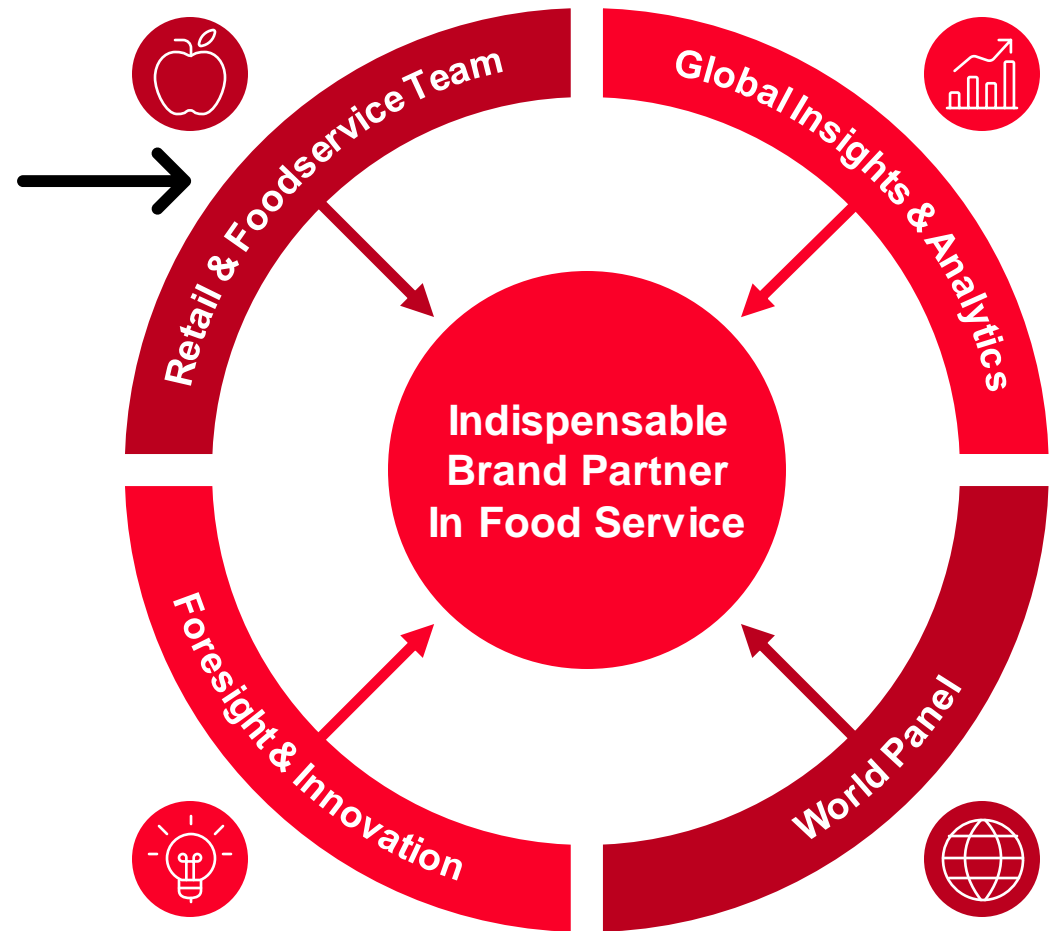 Retail & Foodservice Team
Global Insights & Analytics
Indispensable
Brand Partner
In Food Service
Foresight & Innovation
World Panel